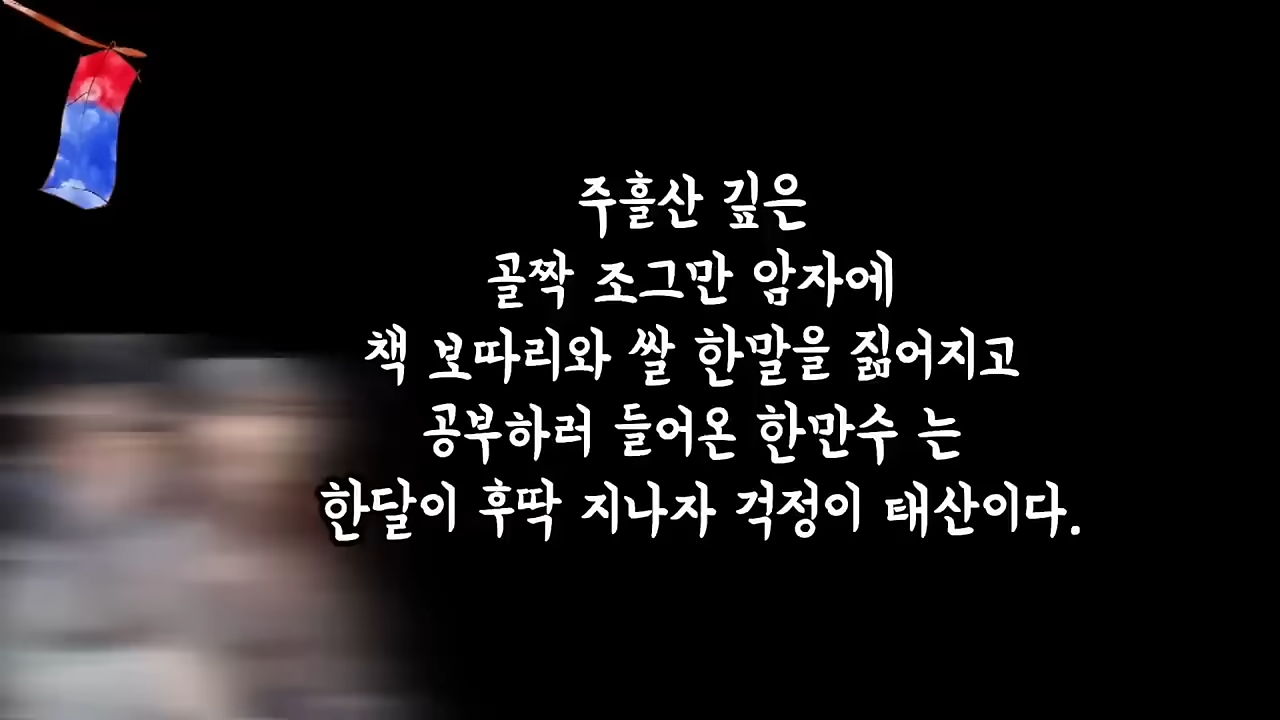 주흘산 깊은
골짝 조그만 암자에
책 보따리와 쌀 한말을 짊어지고
공부하러 들어온 한만수 는
한달이 후딱 지나자 걱정이 태산이다.